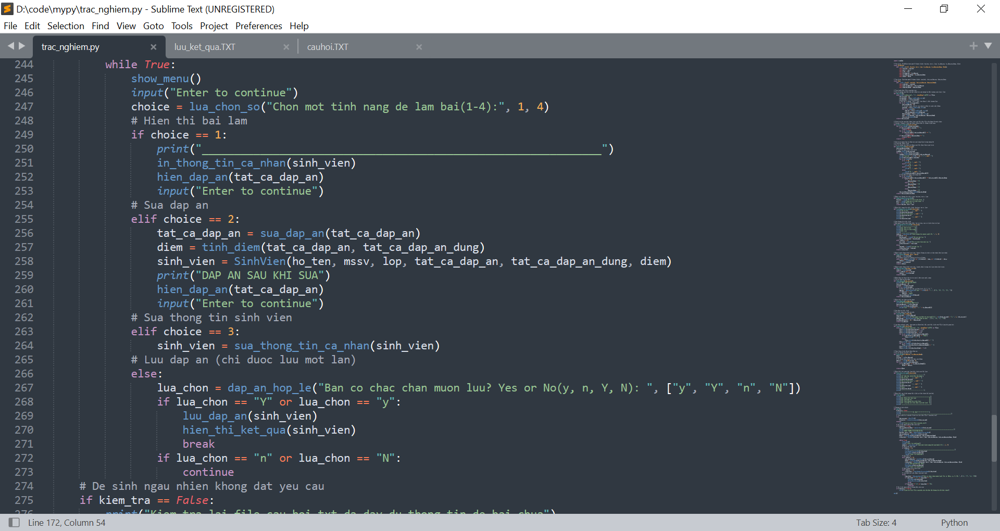 D:\code\mypy\trac_nghiem.py - Sublime Text (UNREGISTERED)
File Edit Selection Find View Goto Tools Project Preferences Help
trac_nghiem.py luu_ket_qua.TXT cauhoi.TXT
244 while True:
245 show_menu()
246 input("Enter to continue")
247 choice = lua_chon_so("Chon mot tinh nang de lam bai(1-4):", 1, 4)
248 # Hien thi bai lam
249 if choice == 1:
250 print("______________________________________________________________")
251 in_thong_tin_ca_nhan(sinh_vien)
252 hien_dap_an(tat_ca_dap_an)
253 input("Enter to continue")
254 # Sua dap an
255 elif choice == 2:
256 tat_ca_dap_an = sua_dap_an(tat_ca_dap_an)
257 diem = tinh_diem(tat_ca_dap_an, tat_ca_dap_an_dung)
258 sinh_vien = SinhVien(ho_ten, mssv, lop, tat_ca_dap_an, tat_ca_dap_an_dung, diem)
259 print("DAP AN SAU KHI SUA")
260 hien_dap_an(tat_ca_dap_an)
261 input("Enter to continue")
262 # Sua thong tin sinh vien
263 elif choice == 3:
264 sinh_vien = sua_thong_tin_ca_nhan(sinh_vien)
265 # Luu dap an (chi duoc luu mot lan)
266 else:
267 lua_chon = dap_an_hop_le("Ban co chac chan muon luu? Yes or No(y, n, Y, N): ", ["y", "Y", "n", "N"])
268 if lua_chon == "Y" or lua_chon == "y":
269 luu_dap_an(sinh_vien)
270 hien_thi_ket_qua(sinh_vien)
271 break
272 if lua_chon == "n" or lua_chon == "N":
273 continue
274 # De sinh ngau nhien khong dat yeu cau
275 if kiem_tra == False:
276 print("Kiem tra lai file cau hoi.txt da day du thong tin de bai chua")
Line 172, Column 54 Tab Size: 4 Python